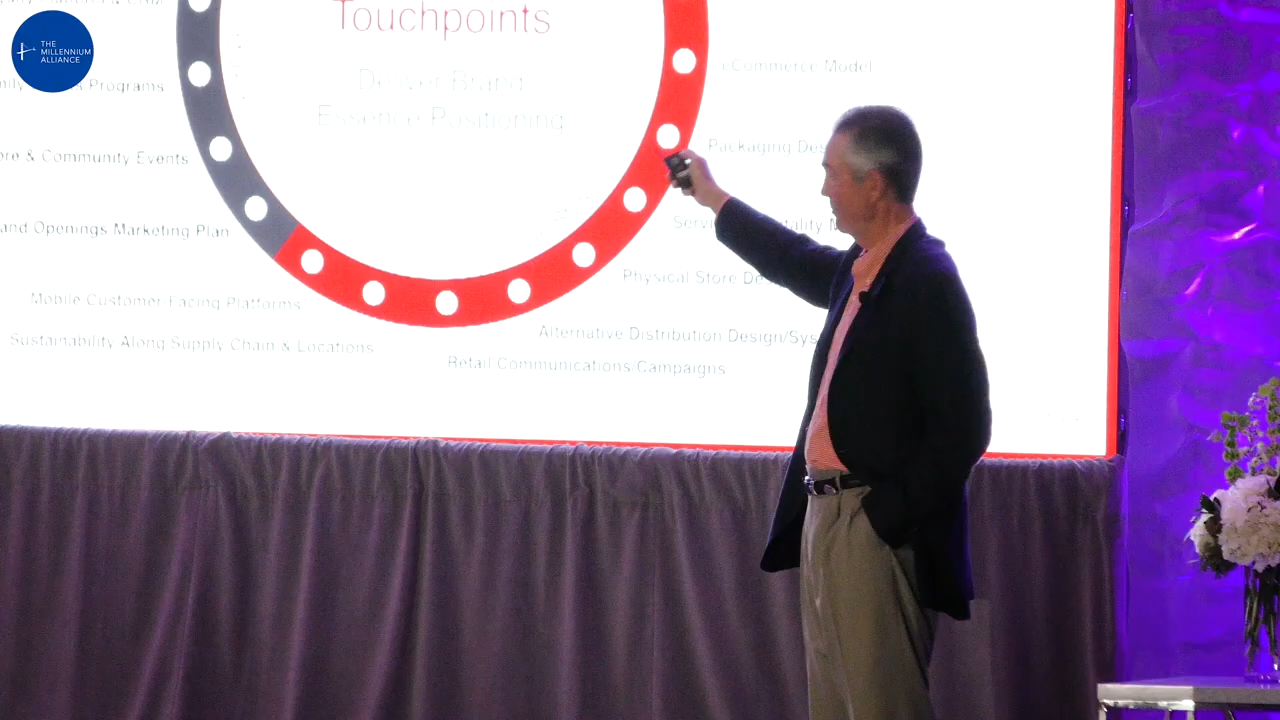 THE
MILLENNIUM
ALLIANCE
Touchpoints
Deliver Brand
Essence Positioning
eCommerce Model
Programs
Packaging
& Community Events
Openings Marketing Plan
Physical Store
Mobile Customer Facing Platforms
Alternative Distribution Design/Sys
Sustainability Along Supply Chain & Locations
Retail Communications/Campaigns